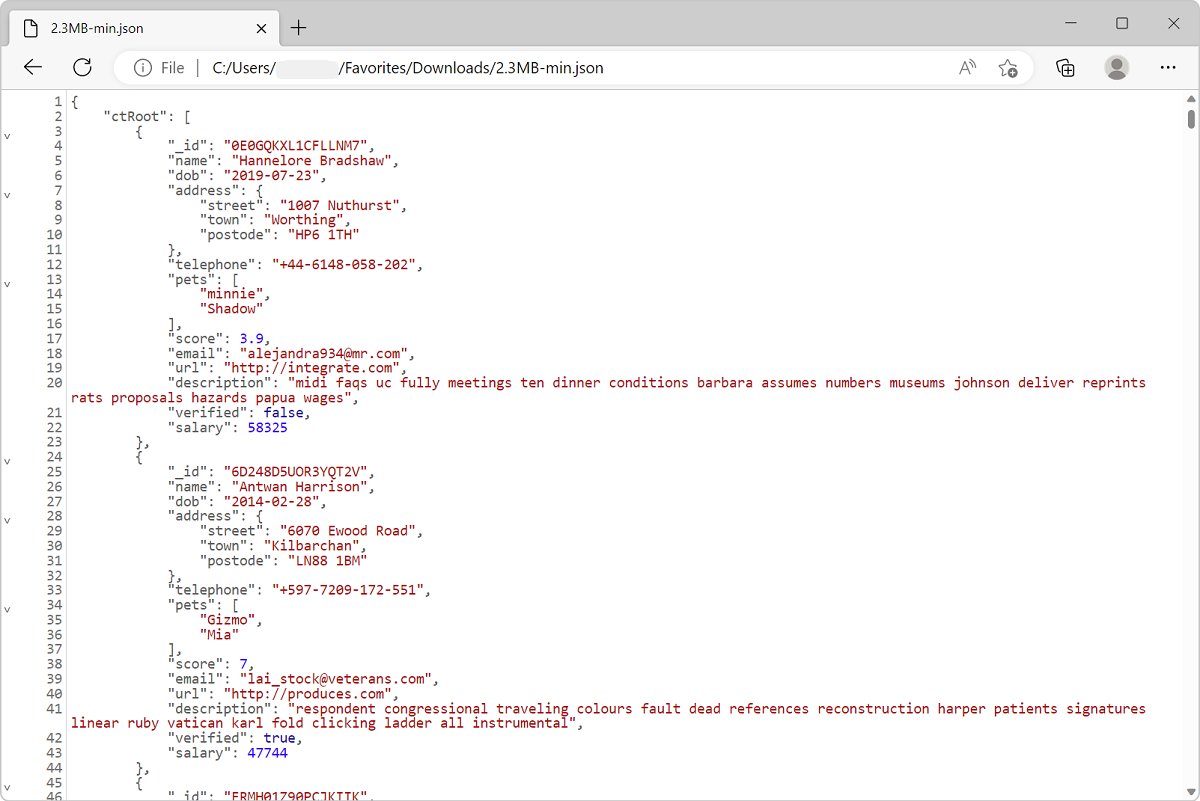 2.3MB-min.json
File | C:/Users/ /Favorites/Downloads/2.3MB-min.json
1 {
2 "ctRoot": [
3 {
4 "_id": "0E0GQKXL1CFLLNM7",
5 "name": "Hannelore Bradshaw",
6 "dob": "2019-07-23",
7 "address": {
8 "street": "1007 Nuthurst",
9 "town": "Worthing",
10 "postode": "HP6 1TH"
11 },
12 "telephone": "+44-6148-058-202",
13 "pets": [
14 "minnie",
15 "Shadow"
16 ],
17 "score": 3.9,
18 "email": "alejandra934@mr.com",
19 "url": "http://integrate.com",
20 "description": "midi faqs uc fully meetings ten dinner conditions barbara assumes numbers museums johnson deliver reprints
rats proposals hazards papua wages",
21 "verified": false,
22 "salary": 58325
23 },
24 {
25 "_id": "6D248D5UOR3YQT2V",
26 "name": "Antwan Harrison",
27 "dob": "2014-02-28",
28 "address": {
29 "street": "6070 Ewood Road",
30 "town": "Kilbarchan",
31 "postode": "LN88 1BM"
32 },
33 "telephone": "+597-7209-172-551",
34 "pets": [
35 "Gizmo",
36 "Mia"
37 ],
38 "score": 7,
39 "email": "lai_stock@veterans.com",
40 "url": "http://produces.com",
41 "description": "respondent congressional traveling colours fault dead references reconstruction harper patients signatures
linear ruby vatican karl fold clicking ladder all instrumental",
42 "verified": true,
43 "salary": 47744
44 },
45 {
46 "_id":